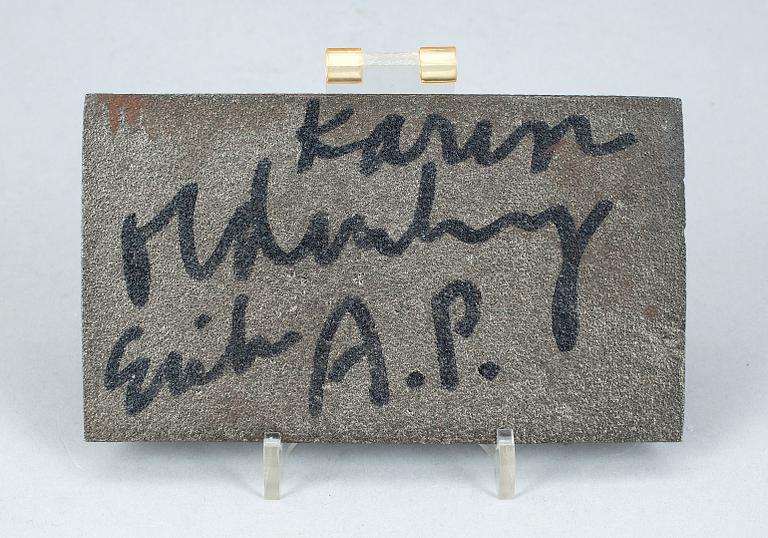 Karen
Oldenburg
Erik A.P.